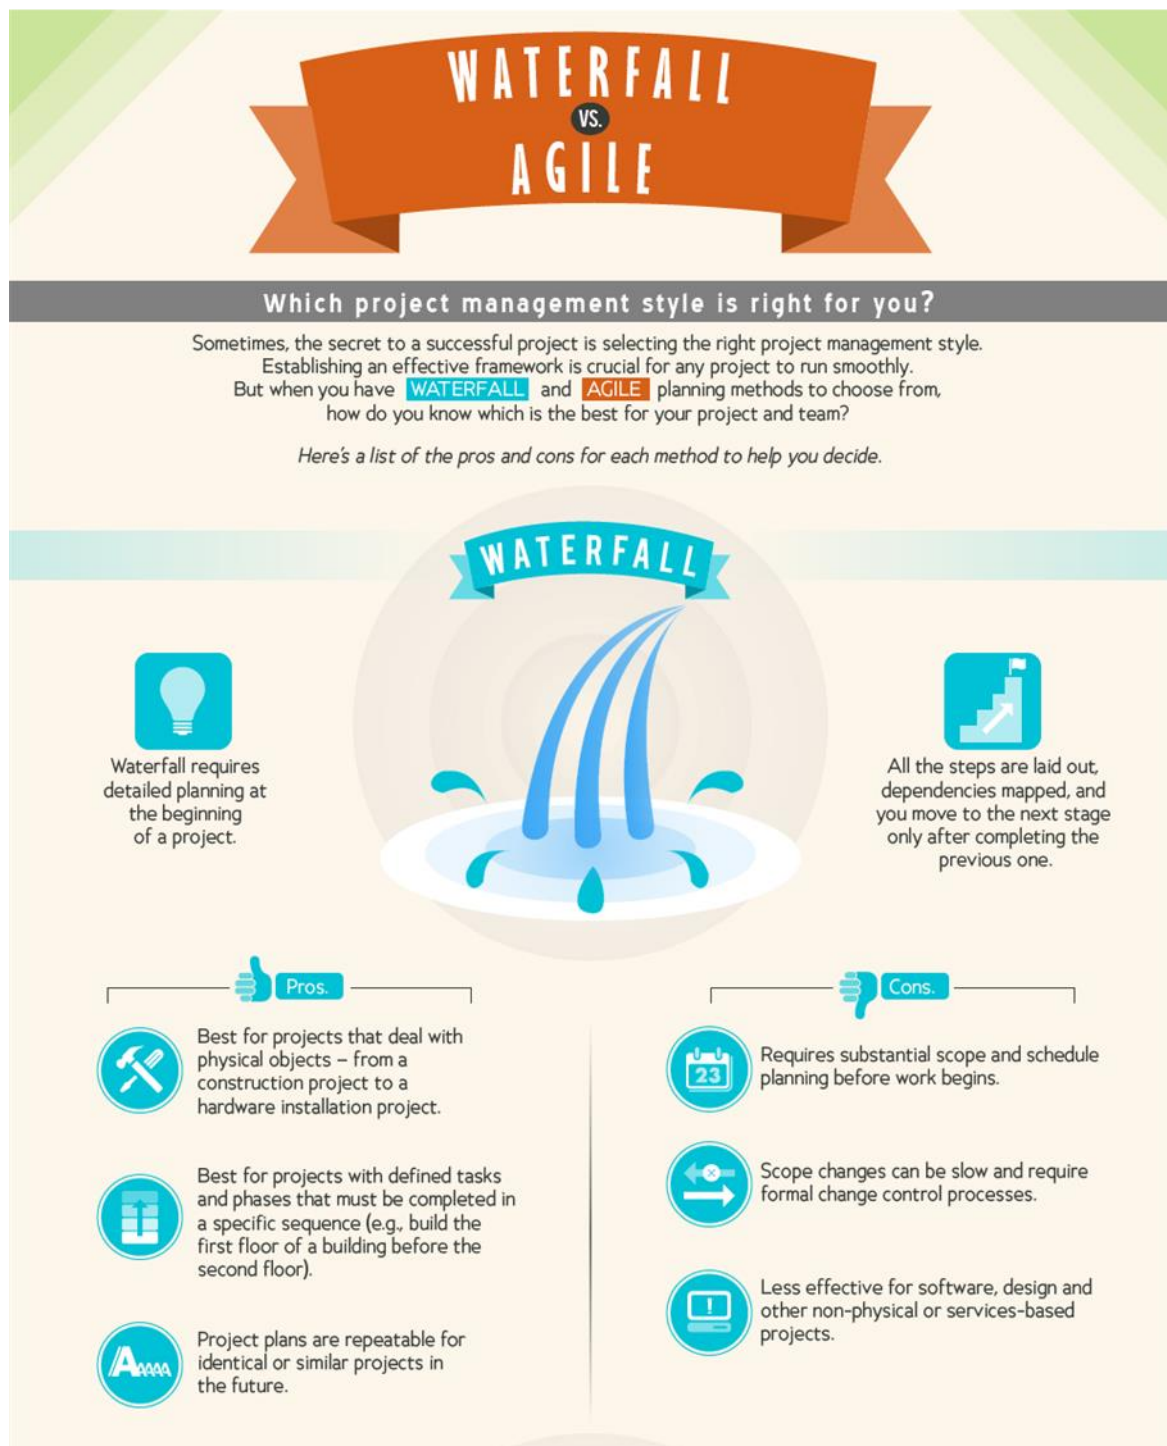 WATERFALL
VS.
AGILE
Which project management style is right for you?
Sometimes, the secret to a successful project is selecting the right project management style.
Establishing an effective framework is crucial for any project to run smoothly.
But when you have WATERFALL and AGILE planning methods to choose from,
how do you know which is the best for your project and team?
Here's a list of the pros and cons for each method to help you decide.
WATERFALL
Waterfall requires
detailed planning at
the beginning
of a project.
All the steps are laid out,
dependencies mapped, and
you move to the next stage
only after completing the
previous one.
Pros.
Best for projects that deal with
physical objects – from a
construction project to a
hardware installation project.
Best for projects with defined tasks
and phases that must be completed in
a specific sequence (e.g., build the
first floor of a building before the
second floor).
AAAAA
Project plans are repeatable for
identical or similar projects in
the future.
Cons.
23
Requires substantial scope and schedule
planning before work begins.
Scope changes can be slow and require
formal change control processes.
!
Less effective for software, design and
other non-physical or services-based
projects.